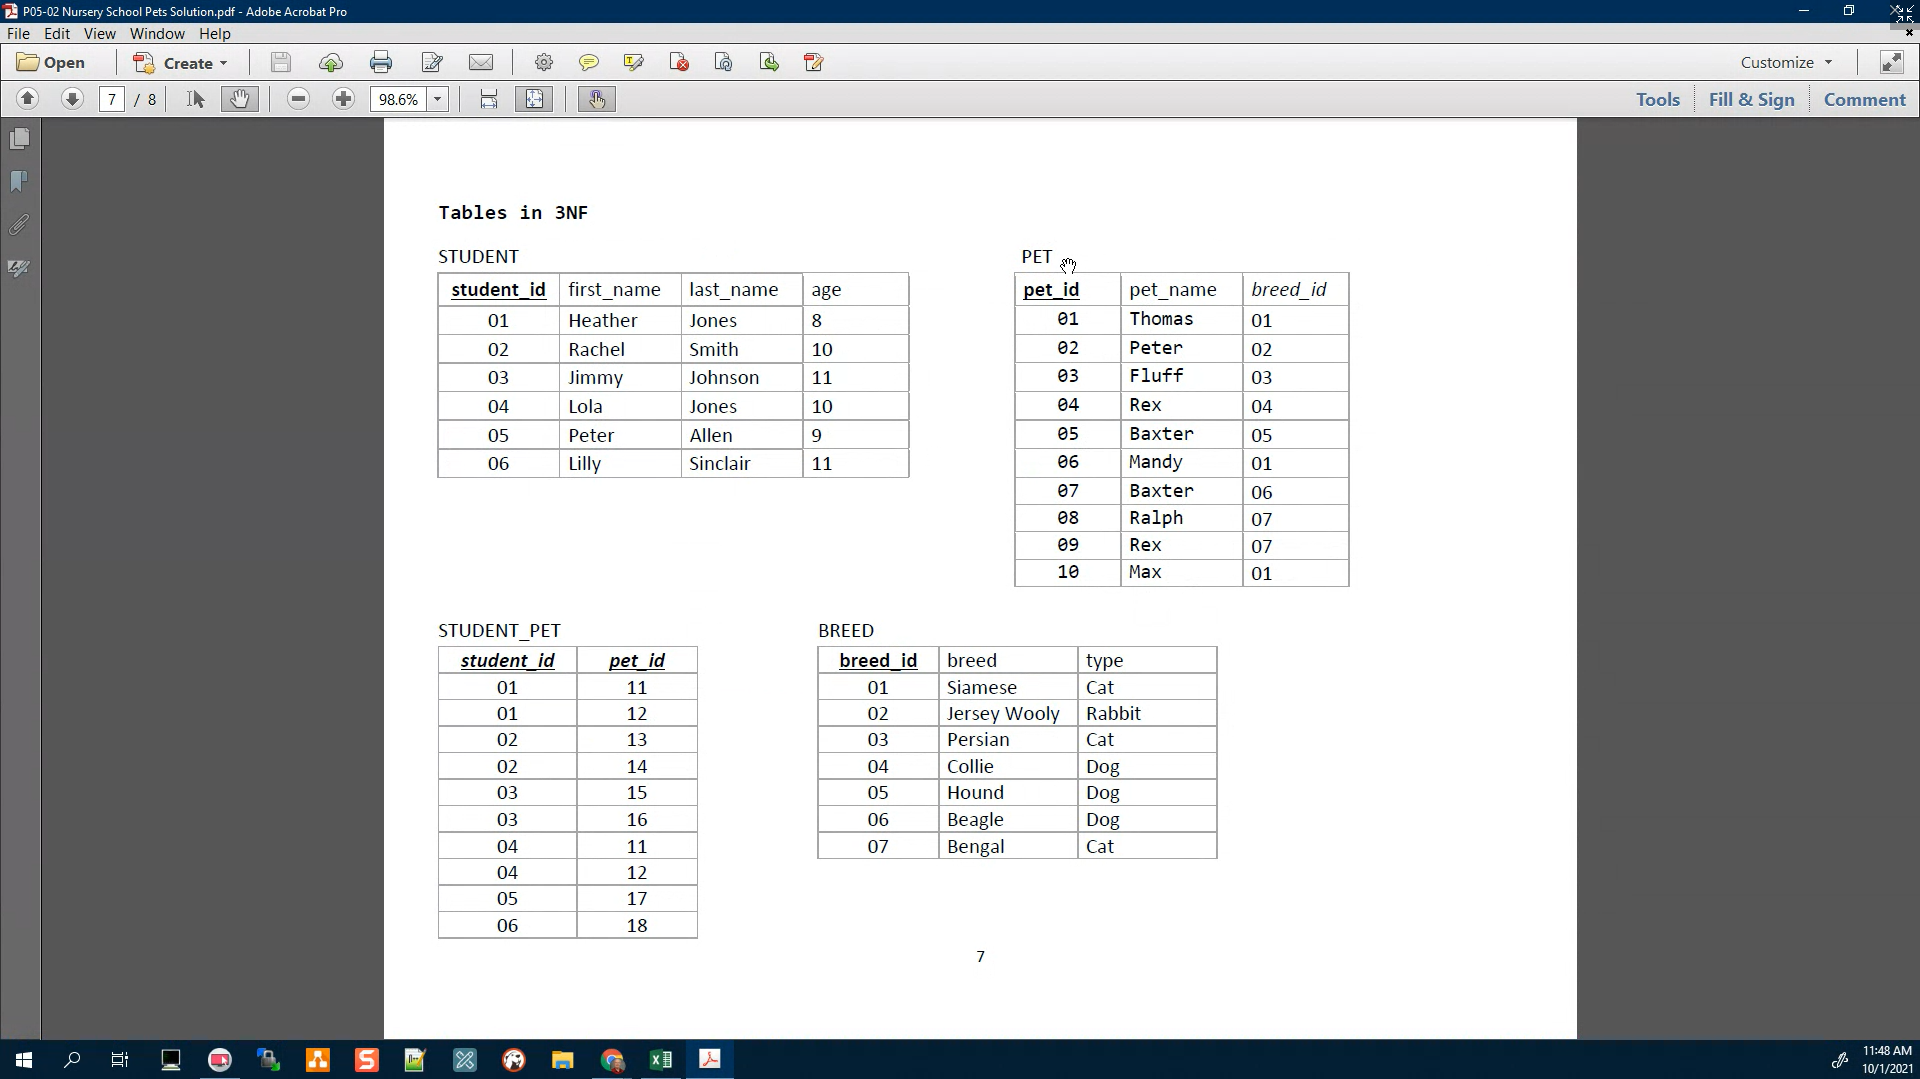 P05-02 Nursery School Pets Solution.pdf - Adobe Acrobat Pro
File Edit View Window Help
Open Create Customize
7 / 8 98.6% Tools Fill & Sign Comment
Tables in 3NF
STUDENT
student_id first_name last_name age
01 Heather Jones 8
02 Rachel Smith 10
03 Jimmy Johnson 11
04 Lola Jones 10
05 Peter Allen 9
06 Lilly Sinclair 11
PET
pet_id pet_name breed_id
01 Thomas 01
02 Peter 02
03 Fluff 03
04 Rex 04
05 Baxter 05
06 Mandy 01
07 Baxter 06
08 Ralph 07
09 Rex 07
10 Max 01
STUDENT_PET
student_id pet_id
01 11
01 12
02 13
02 14
03 15
03 16
04 11
04 12
05 17
06 18
BREED
breed_id breed type
01 Siamese Cat
02 Jersey Wooly Rabbit
03 Persian Cat
04 Collie Dog
05 Hound Dog
06 Beagle Dog
07 Bengal Cat
7
11:48 AM
10/1/2021